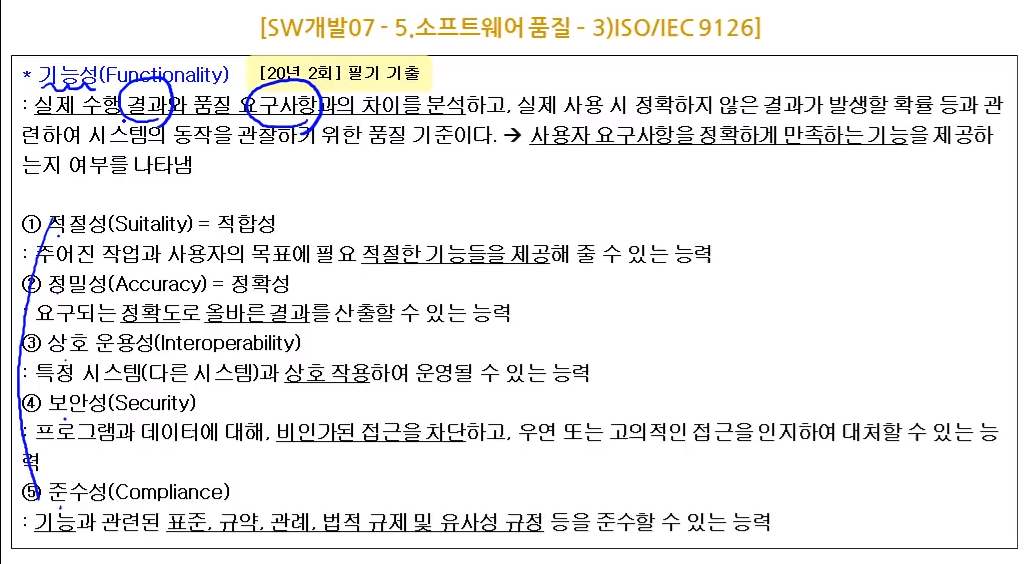 [SW개발07 - 5.소프트웨어 품질 - 3)ISO/IEC 9126]
* 기능성(Functionality) [20년 2회] 필기 기출
: 실제 수행 결과와 품질 요구사항과의 차이를 분석하고, 실제 사용 시 정확하지 않은 결과가 발생할 확률 등과 관
련하여 시스템의 동작을 관찰하기 위한 품질 기준이다. → 사용자 요구사항을 정확하게 만족하는 기능을 제공하
는지 여부를 나타냄
① 적절성(Suitality) = 적합성
: 주어진 작업과 사용자의 목표에 필요 적절한 기능들을 제공해 줄 수 있는 능력
② 정밀성(Accuracy) = 정확성
: 요구되는 정확도로 올바른 결과를 산출할 수 있는 능력
③ 상호 운용성(Interoperability)
: 특정 시스템(다른 시스템)과 상호 작용하여 운영될 수 있는 능력
④ 보안성(Security)
: 프로그램과 데이터에 대해, 비인가된 접근을 차단하고, 우연 또는 고의적인 접근을 인지하여 대처할 수 있는 능
력
⑤ 준수성(Compliance)
: 기능과 관련된 표준, 규약, 관례, 법적 규제 및 유사성 규정 등을 준수할 수 있는 능력